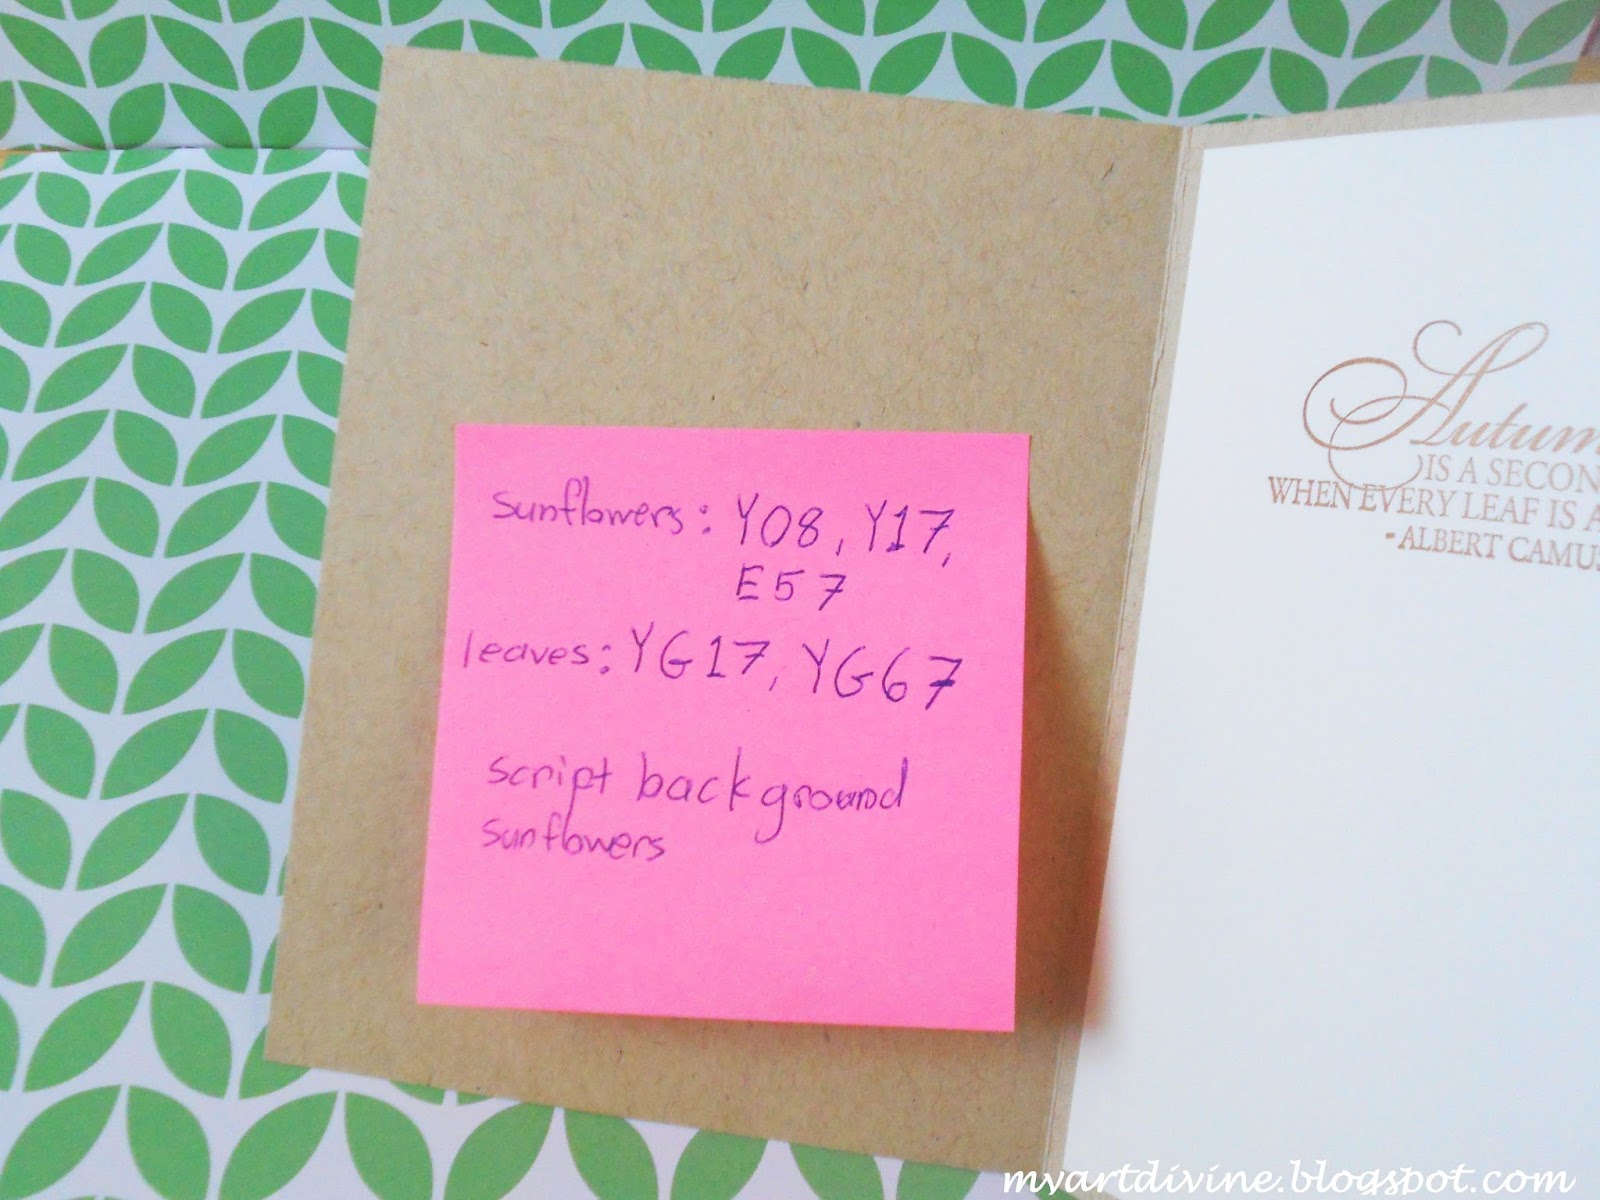 sunflowers: Y08, Y17,
E57
leaves: YG17, YG67
script background
sunflowers
Autum
IS A SECON
WHEN EVERY LEAF IS A
-ALBERT CAMUS
myartdivine.blogspot.com